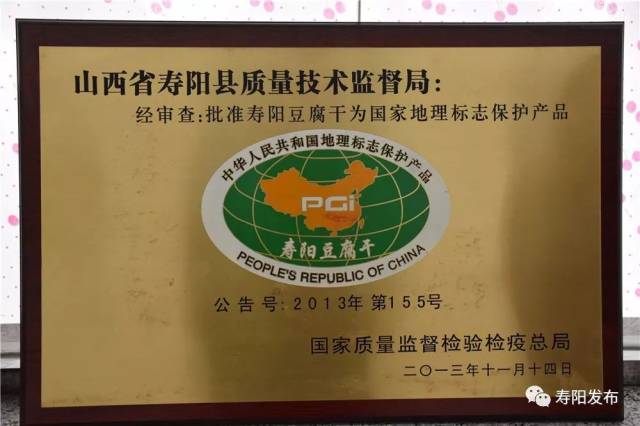 山西省寿阳县质量技术监督局：
经审查：批准寿阳豆腐干为国家地理标志保护产品
中华人民共和国地理标志保护产品
PGi
寿阳豆腐干
PEOPLE'S REPUBLIC OF CHINA
公告号：2013年 第155号
国家质量监督检验检疫总局
二〇一三年十一月十四日
寿阳发布